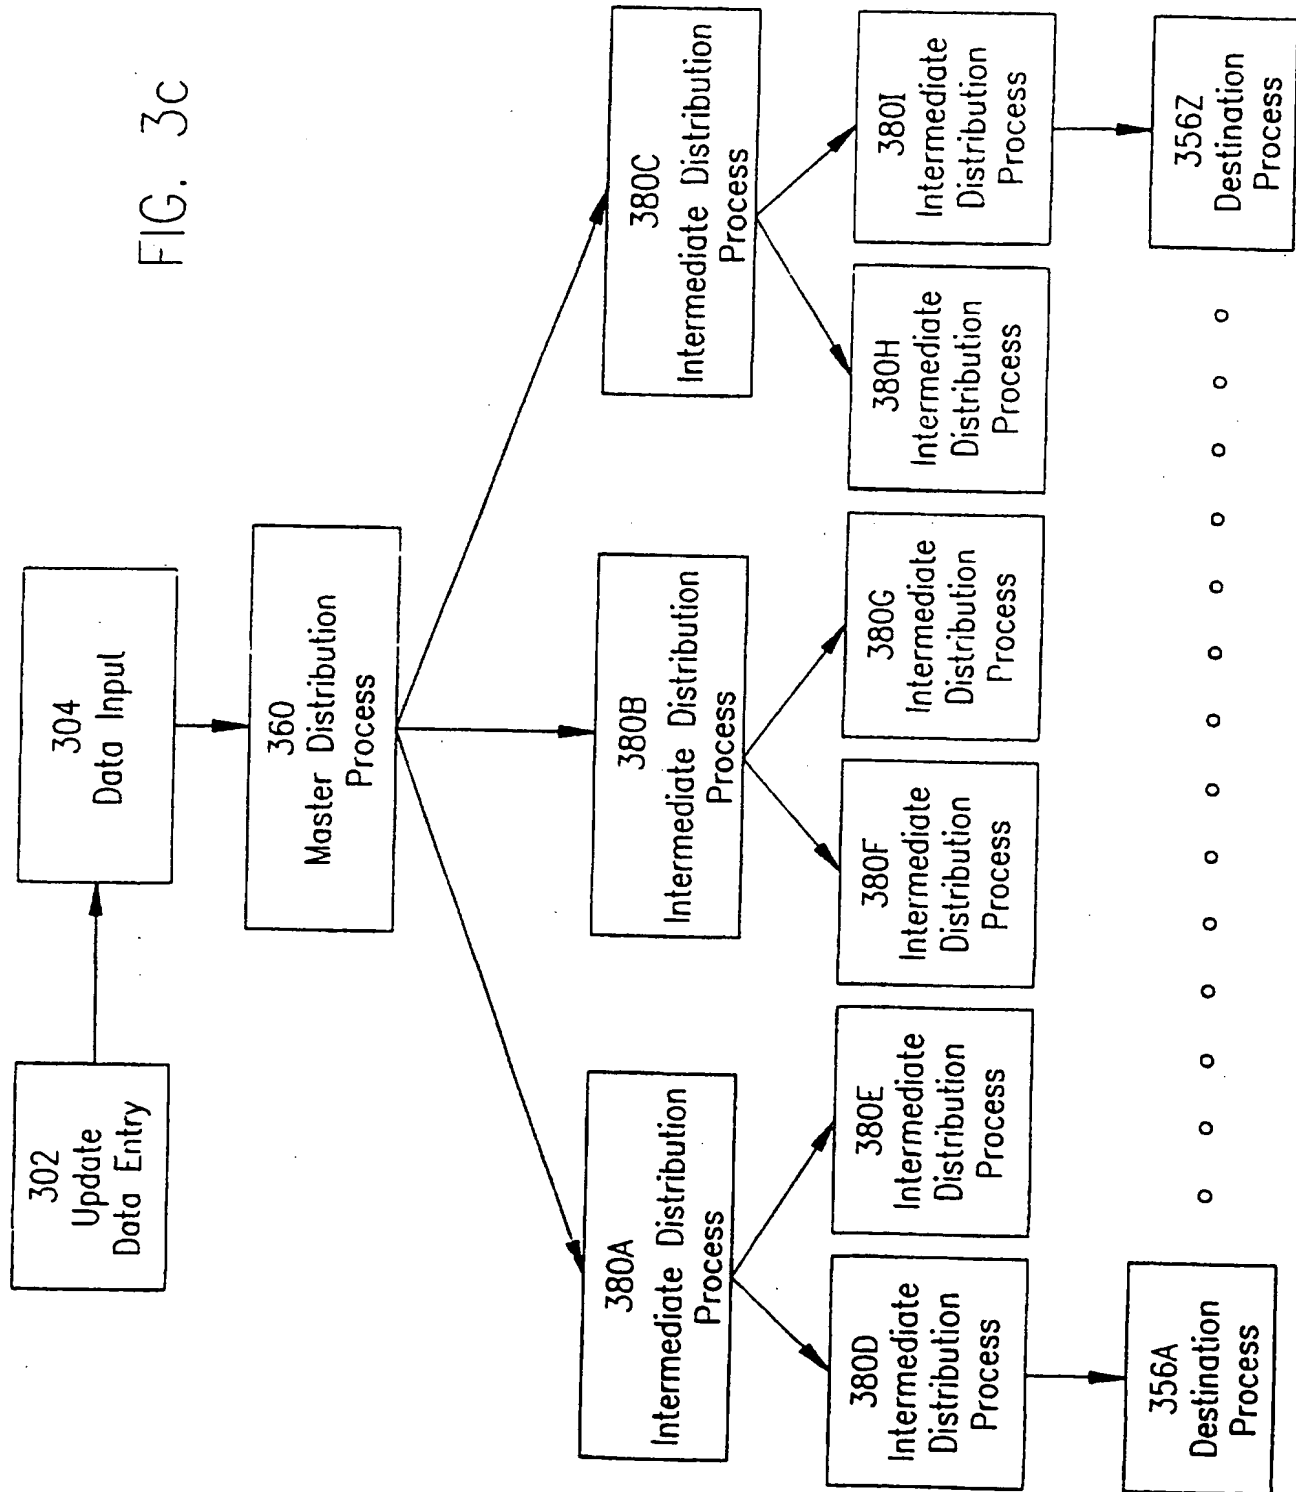 FIG. 3c
302
Update
Data Entry
304
Data Input
360
Master Distribution
Process
380A
Intermediate Distribution
Process
380B
Intermediate Distribution
Process
380C
Intermediate Distribution
Process
380D
Intermediate
Distribution
Process
380E
Intermediate
Distribution
Process
380F
Intermediate
Distribution
Process
380G
Intermediate
Distribution
Process
380H
Intermediate
Distribution
Process
380I
Intermediate
Distribution
Process
356A
Destination
Process
356Z
Destination
Process